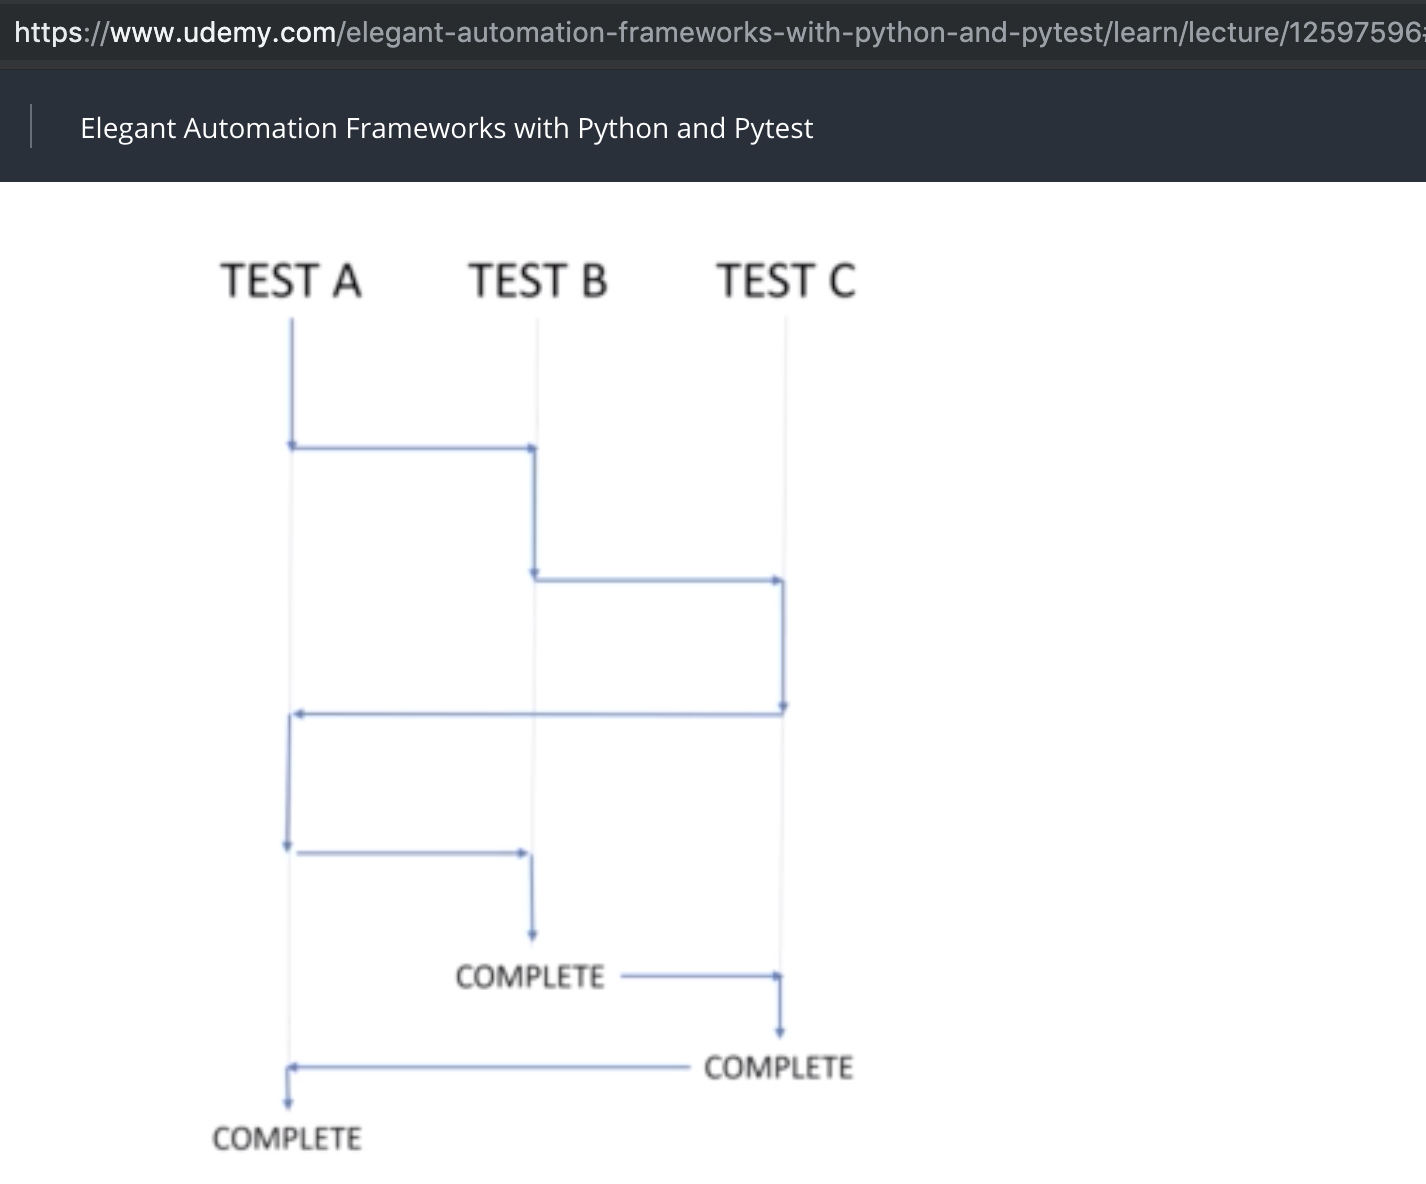 https://www.udemy.com/elegant-automation-frameworks-with-python-and-pytest/learn/lecture/12597596
Elegant Automation Frameworks with Python and Pytest
TEST A TEST B TEST C
COMPLETE
COMPLETE
COMPLETE